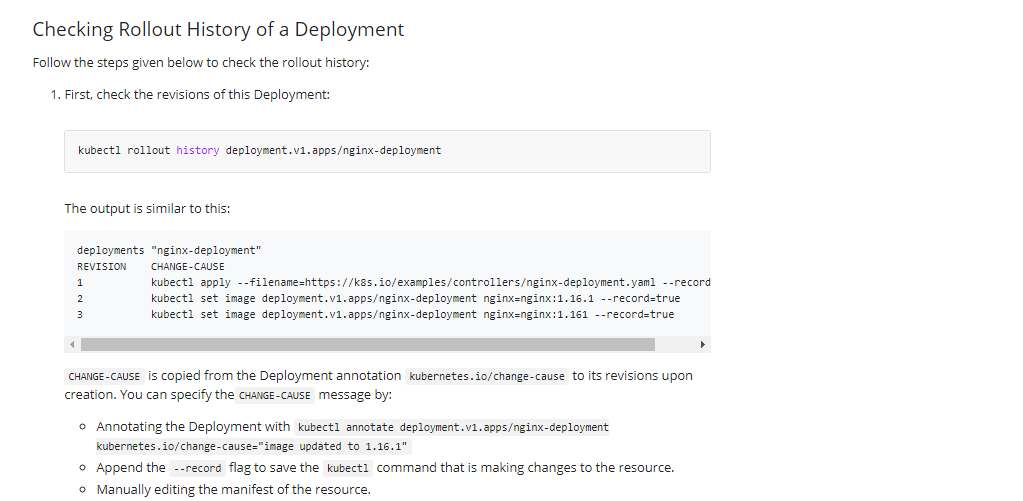 Checking Rollout History of a Deployment
Follow the steps given below to check the rollout history:
1. First, check the revisions of this Deployment:
kubectl rollout history deployment.v1.apps/nginx-deployment
The output is similar to this:
deployments "nginx-deployment"
REVISION    CHANGE-CAUSE
1           kubectl apply --filename=https://k8s.io/examples/controllers/nginx-deployment.yaml --record
2           kubectl set image deployment.v1.apps/nginx-deployment nginx=nginx:1.16.1 --record=true
3           kubectl set image deployment.v1.apps/nginx-deployment nginx=nginx:1.161 --record=true
CHANGE-CAUSE is copied from the Deployment annotation kubernetes.io/change-cause to its revisions upon
creation. You can specify the CHANGE-CAUSE message by:
Annotating the Deployment with kubectl annotate deployment.v1.apps/nginx-deployment
kubernetes.io/change-cause="image updated to 1.16.1"
Append the --record flag to save the kubectl command that is making changes to the resource.
Manually editing the manifest of the resource.